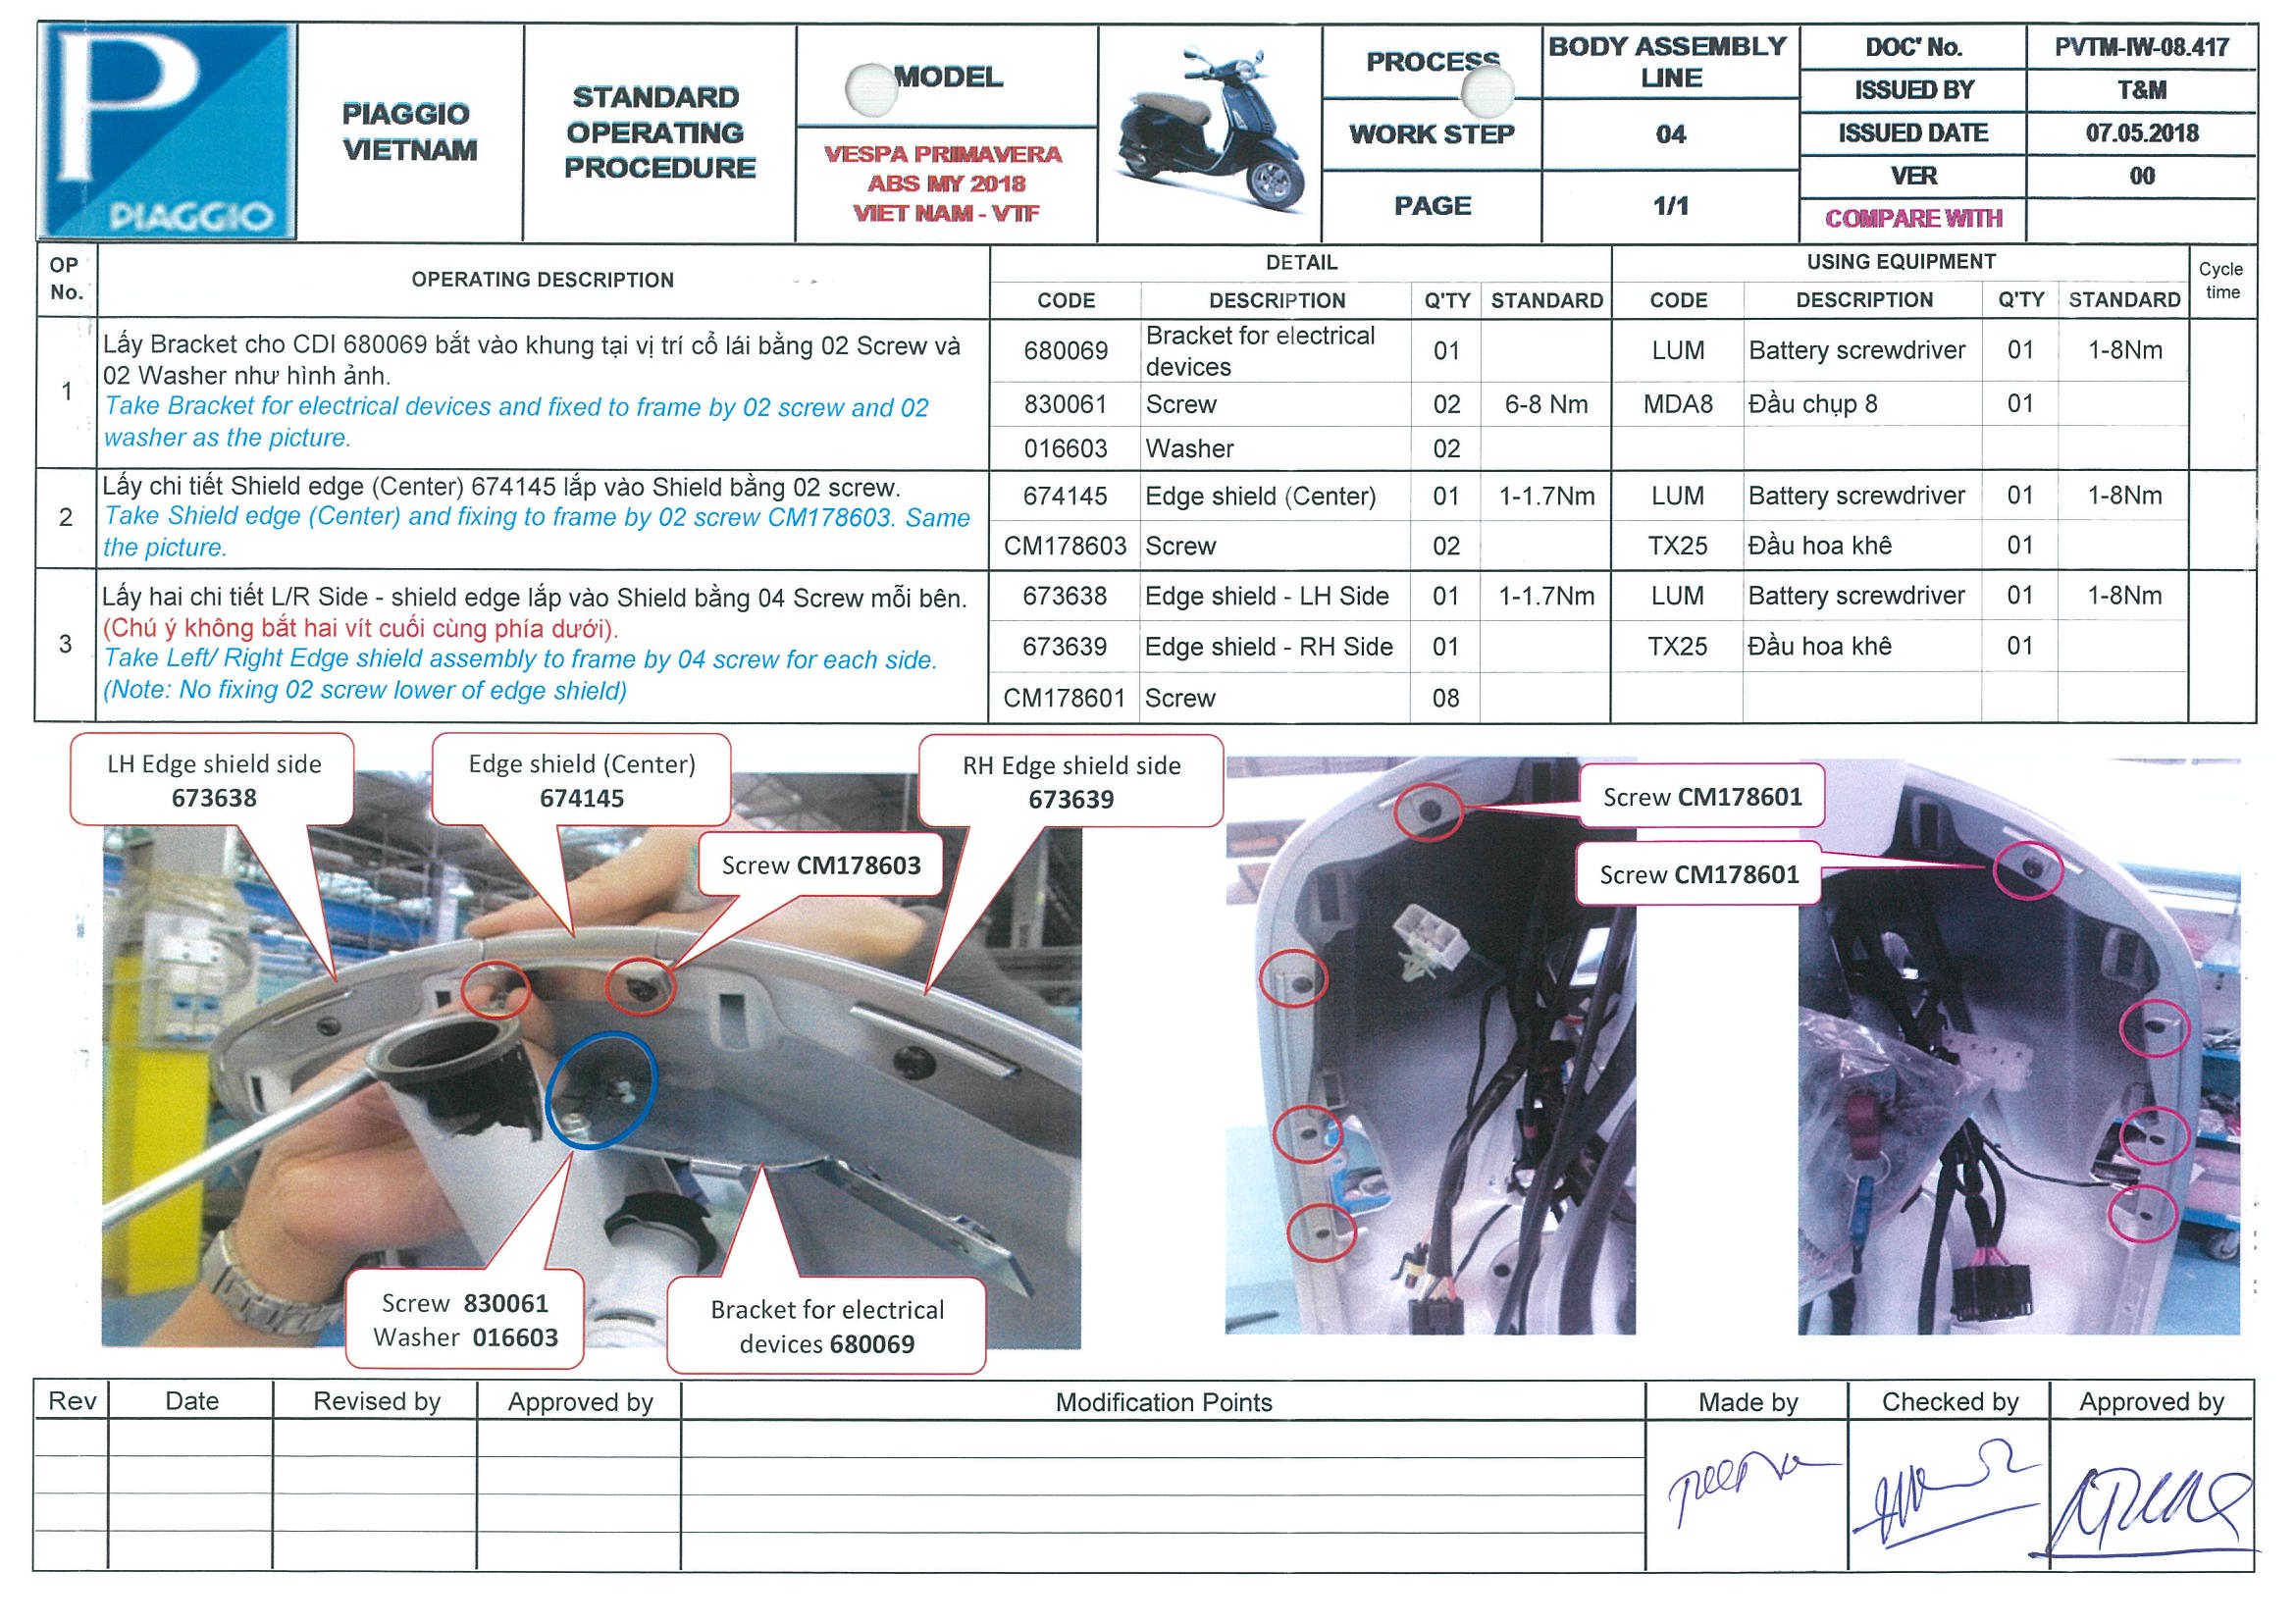 PIAGGIO
PIAGGIO
VIETNAM
STANDARD
OPERATING
PROCEDURE
MODEL
VESPA PRIMAVERA
ABS MY 2018
VIET NAM - VTF
PROCESS
BODY ASSEMBLY
LINE
WORK STEP
04
PAGE
1/1
DOC' No.
PVTM-IW-08.417
ISSUED BY
T&M
ISSUED DATE
07.05.2018
VER
00
COMPARE WITH
OP
No.
OPERATING DESCRIPTION
DETAIL
USING EQUIPMENT
Cycle
time
CODE DESCRIPTION Q'TY STANDARD CODE DESCRIPTION Q'TY STANDARD
1
Lấy Bracket cho CDI 680069 bắt vào khung tại vị trí cổ lái bằng 02 Screw và
02 Washer như hình ảnh.
Take Bracket for electrical devices and fixed to frame by 02 screw and 02
washer as the picture.
680069 Bracket for electrical
devices 01 LUM Battery screwdriver 01 1-8Nm
830061 Screw 02 6-8 Nm MDA8 Đầu chụp 8 01
016603 Washer 02
2
Lấy chi tiết Shield edge (Center) 674145 lắp vào Shield bằng 02 screw.
Take Shield edge (Center) and fixing to frame by 02 screw CM178603. Same
the picture.
674145 Edge shield (Center) 01 1-1.7Nm LUM Battery screwdriver 01 1-8Nm
CM178603 Screw 02 TX25 Đầu hoa khê 01
3
Lấy hai chi tiết L/R Side - shield edge lắp vào Shield bằng 04 Screw mỗi bên.
(Chú ý không bắt hai vít cuối cùng phía dưới).
Take Left/ Right Edge shield assembly to frame by 04 screw for each side.
(Note: No fixing 02 screw lower of edge shield)
673638 Edge shield - LH Side 01 1-1.7Nm LUM Battery screwdriver 01 1-8Nm
673639 Edge shield - RH Side 01 TX25 Đầu hoa khê 01
CM178601 Screw 08
LH Edge shield side
673638
Edge shield (Center)
674145
RH Edge shield side
673639
Screw CM178603
Screw CM178601
Screw CM178601
Screw 830061
Washer 016603
Bracket for electrical
devices 680069
Rev Date Revised by Approved by Modification Points Made by Checked by Approved by